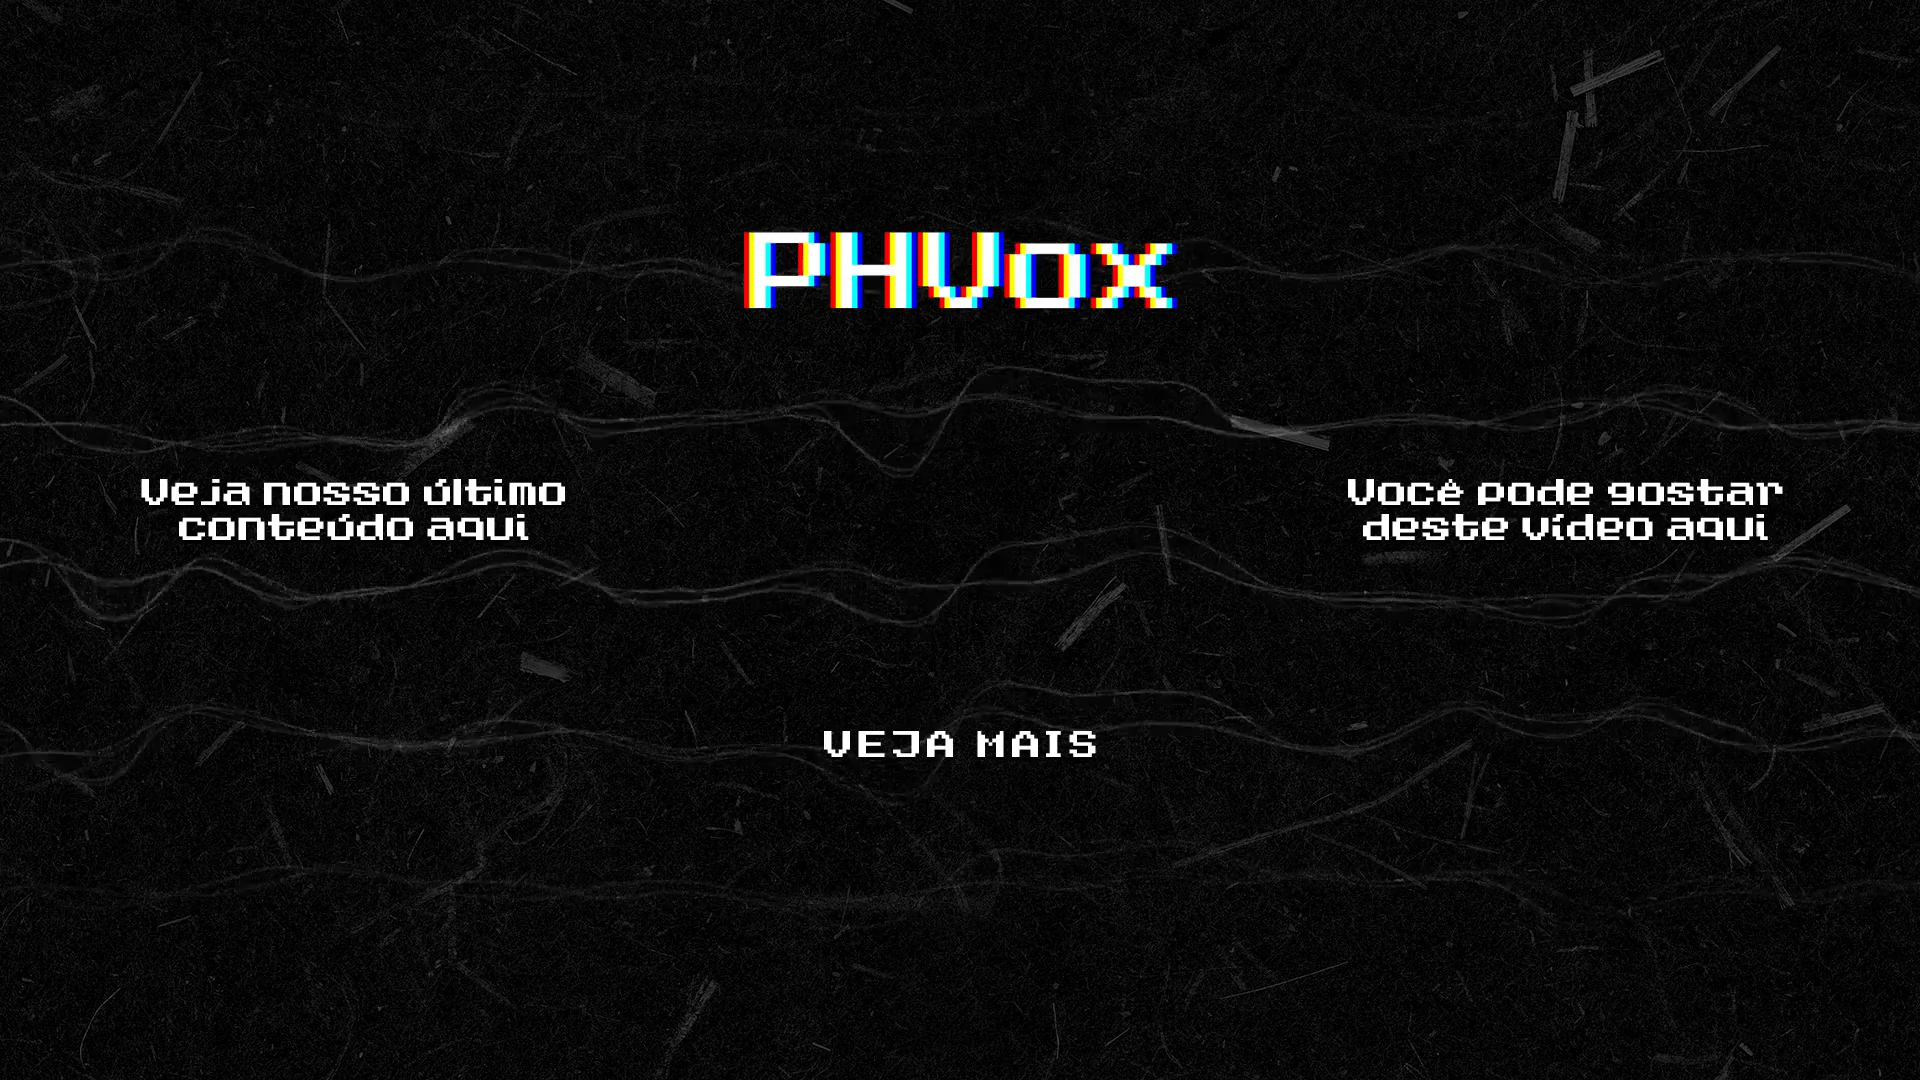 PHVox
Veja nosso último
conteúdo aqui
Você pode gostar
deste vídeo aqui
VEJA MAIS